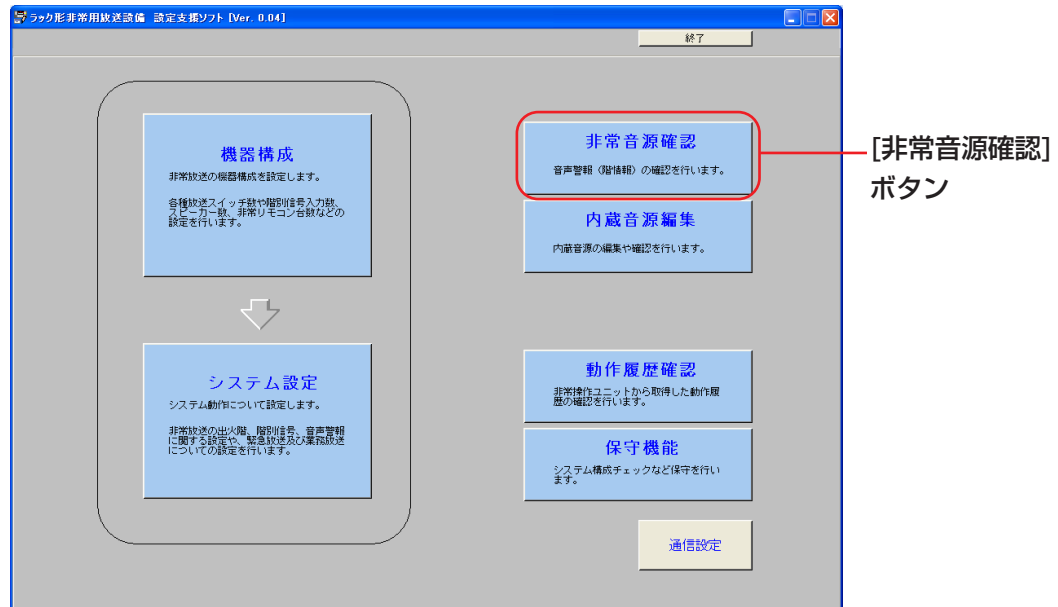 ラック形非常用放送設備 設定支援ソフト [Ver. 0.04]
終了
機器構成
非常放送の機器構成を設定します。
各種放送スイッチ数や階別信号入力数、
スピーカー数、非常リモコン台数などの
設定を行います。
システム設定
システム動作について設定します。
非常放送の出火階、階別信号、音声警報
に関する設定や、緊急放送及び業務放送
についての設定を行います。
非常音源確認
音声警報（階情報）の確認を行います。
内蔵音源編集
内蔵音源の編集や確認を行います。
動作履歴確認
非常操作ユニットから取得した動作履
歴の確認を行います。
保守機能
システム構成チェックなど保守を行い
ます。
通信設定
[非常音源確認]
ボタン